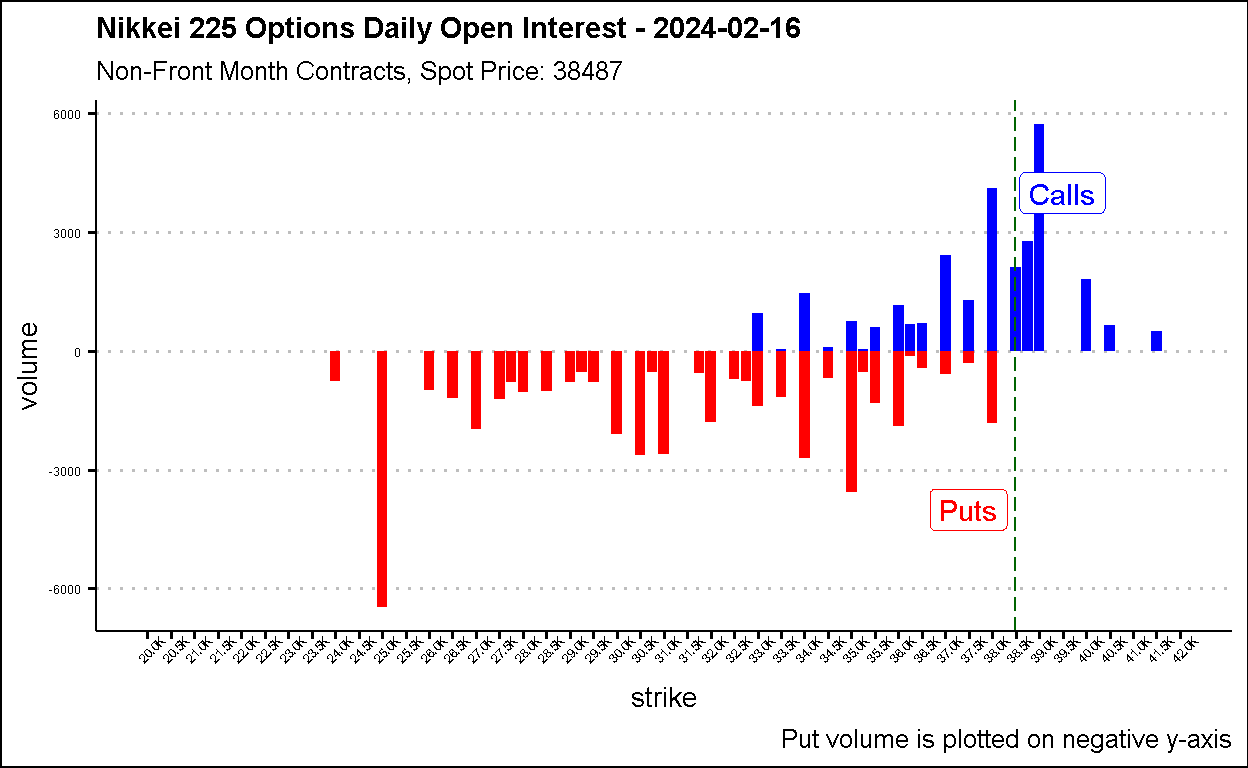 Nikkei 225 Options Daily Open Interest - 2024-02-16
Non-Front Month Contracts, Spot Price: 38487
6000
3000
0
-3000
-6000
volume
Calls
Puts
20.0K 20.5K 21.0K 21.5K 22.0K 22.5K 23.0K 23.5K 24.0K 24.5K 25.0K 25.5K 26.0K 26.5K 27.0K 27.5K 28.0K 28.5K 29.0K 29.5K 30.0K 30.5K 31.0K 31.5K 32.0K 32.5K 33.0K 33.5K 34.0K 34.5K 35.0K 35.5K 36.0K 36.5K 37.0K 37.5K 38.0K 38.5K 39.0K 39.5K 40.0K 40.5K 41.0K 41.5K 42.0K
strike
Put volume is plotted on negative y-axis